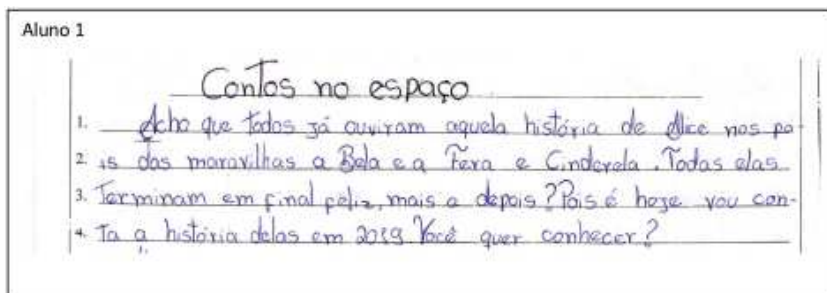 Aluno 1
Contos no espaço
1. Acho que todos já ouviram aquela história de Alice nos pa-
2. is das maravilhas a Bela e a Fera e Cinderela. Todas elas
3. Terminam em final feliz, mais o depois? Pois é hoje vou con-
4. Ta a história delas em 2019 Você quer conhecer?